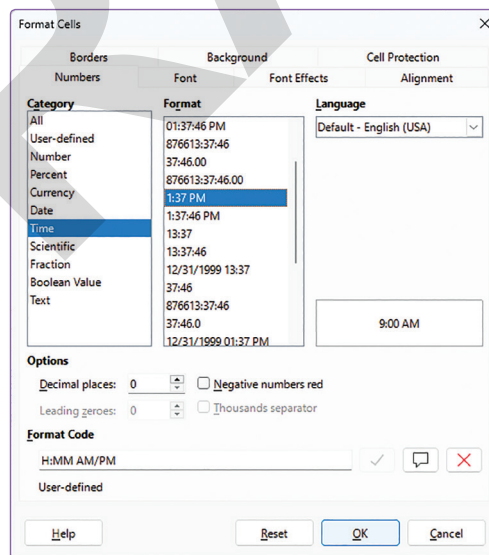 Format Cells
Borders Background Cell Protection
Numbers Font Font Effects Alignment
Category
All
User-defined
Number
Percent
Currency
Date
Time
Scientific
Fraction
Boolean Value
Text
Format
01:37:46 PM
876613:37:46
37:46.00
876613:37:46.00
1:37 PM
1:37:46 PM
13:37
13:37:46
12/31/1999 13:37
37:46
876613:37:46
37:46.0
12/31/1999 01:37 PM
Language
Default - English (USA)
9:00 AM
Options
Decimal places: 0
Negative numbers red
Leading zeroes: 0
Thousands separator
Format Code
H:MM AM/PM
User-defined
Help Reset OK Cancel